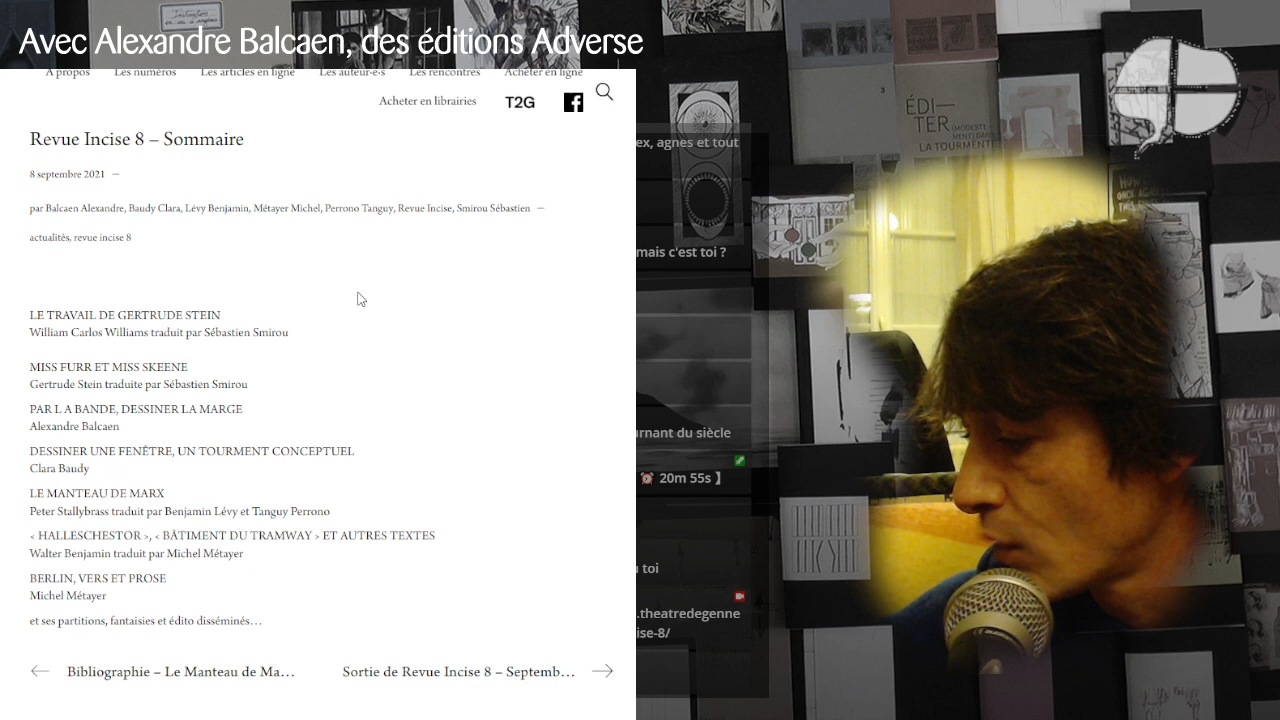 Avec Alexandre Balcaen, des éditions Adverse
A propos Les numéros Les articles en ligne Les auteur·e·s Les rencontres Acheter en ligne
Acheter en librairies T2G
Revue Incise 8 – Sommaire
8 septembre 2021 —
par Balcaen Alexandre, Baudy Clara, Lévy Benjamin, Métayer Michel, Perrono Tanguy, Revue Incise, Smirou Sébastien —
actualités, revue incise 8
LE TRAVAIL DE GERTRUDE STEIN
William Carlos Williams traduit par Sébastien Smirou
MISS FURR ET MISS SKEENE
Gertrude Stein traduite par Sébastien Smirou
PAR L A BANDE, DESSINER LA MARGE
Alexandre Balcaen
DESSINER UNE FENÊTRE, UN TOURMENT CONCEPTUEL
Clara Baudy
LE MANTEAU DE MARX
Peter Stallybrass traduit par Benjamin Lévy et Tanguy Perrono
< HALLESCHESTOR >, < BÂTIMENT DU TRAMWAY > ET AUTRES TEXTES
Walter Benjamin traduit par Michel Métayer
BERLIN, VERS ET PROSE
Michel Métayer
et ses partitions, fantaisies et édito disséminés…
Bibliographie – Le Manteau de Ma… Sortie de Revue Incise 8 – Septemb…
ex, agnes et tout
mais c'est toi ?
urnant du siècle
20m 55s 】
toi
.theatredegenne
ise-8/
ÉDI—
TER (MODESTE-
MENT) DANS
LA TOURMENTE